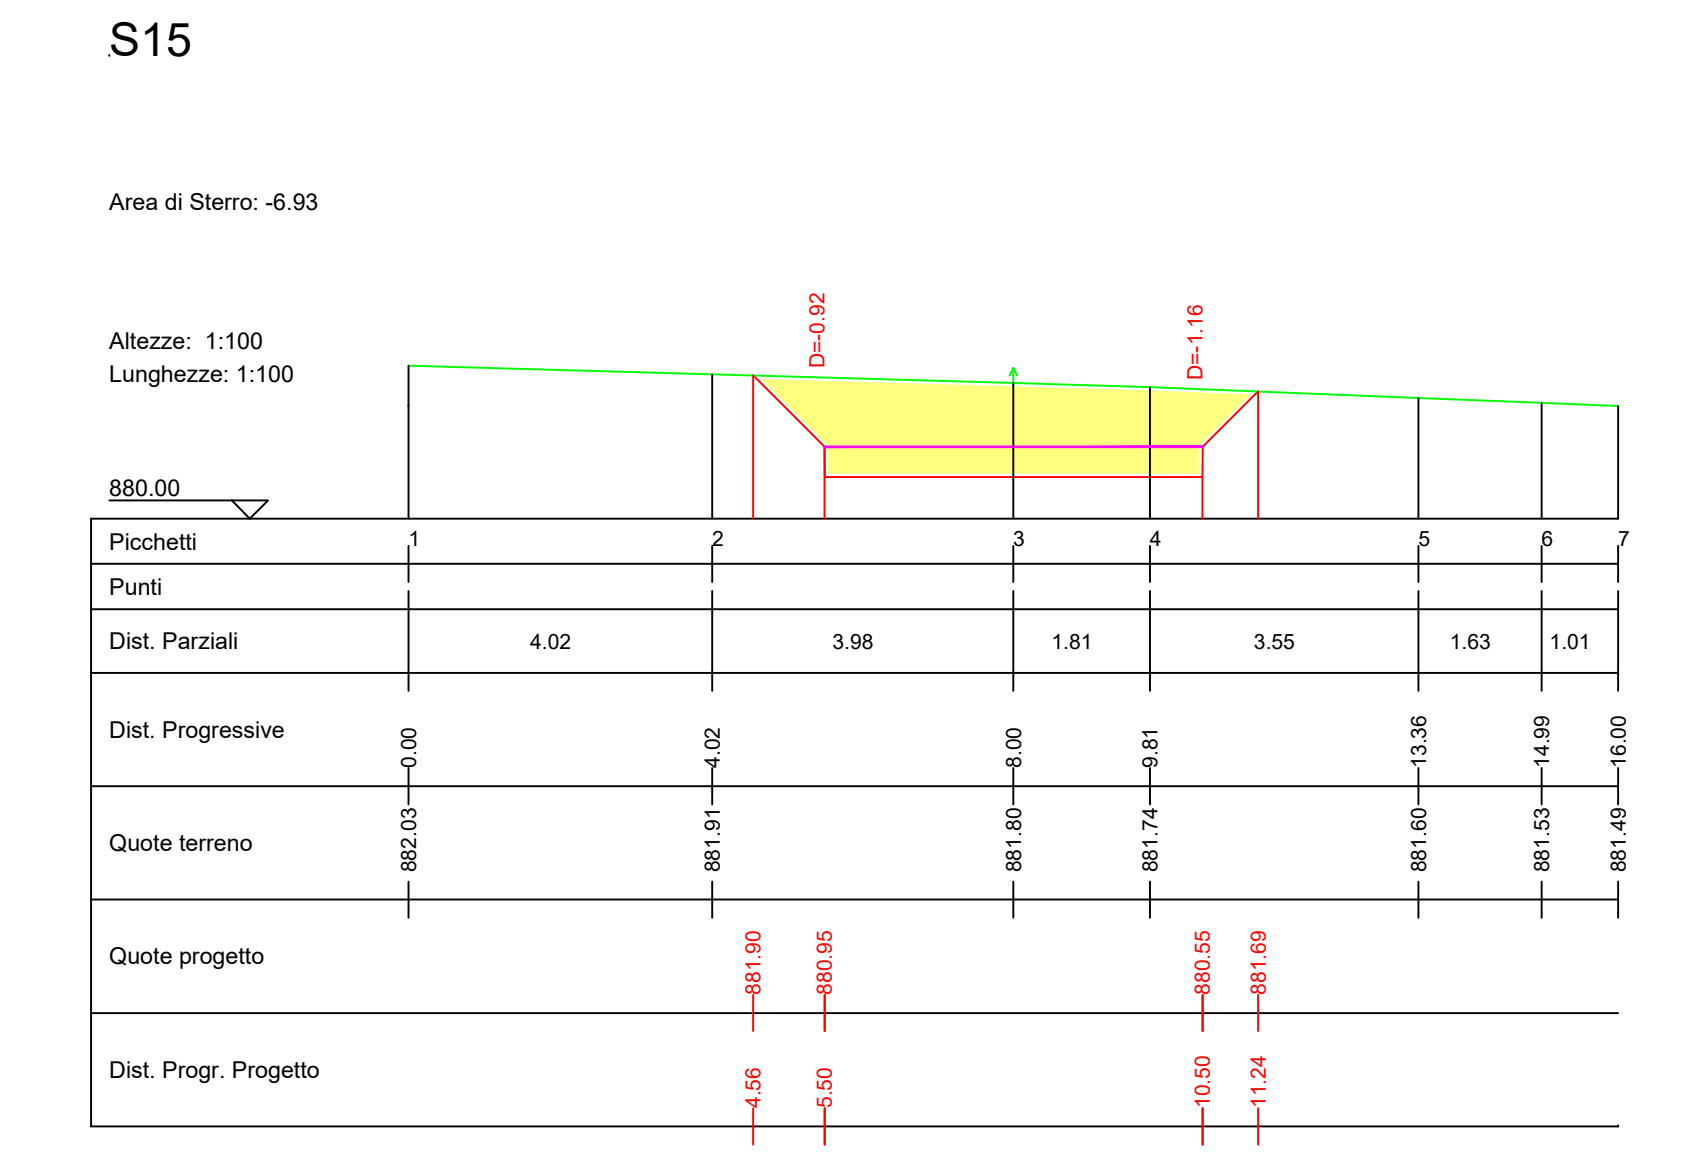 S15
Area di Sterro: -6.93
D=-0.92
D=-1.16
Altezze: 1:100
Lunghezze: 1:100
880.00
Picchetti 1 2 3 4 5 6 7
Punti
Dist. Parziali 4.02 3.98 1.81 3.55 1.63 1.01
Dist. Progressive 0.00 4.02 8.00 9.81 13.36 14.99 16.00
Quote terreno 882.03 881.91 881.80 881.74 881.60 881.53 881.49
Quote progetto 881.90 880.95 880.55 881.69
Dist. Progr. Progetto 4.56 5.50 10.50 11.24